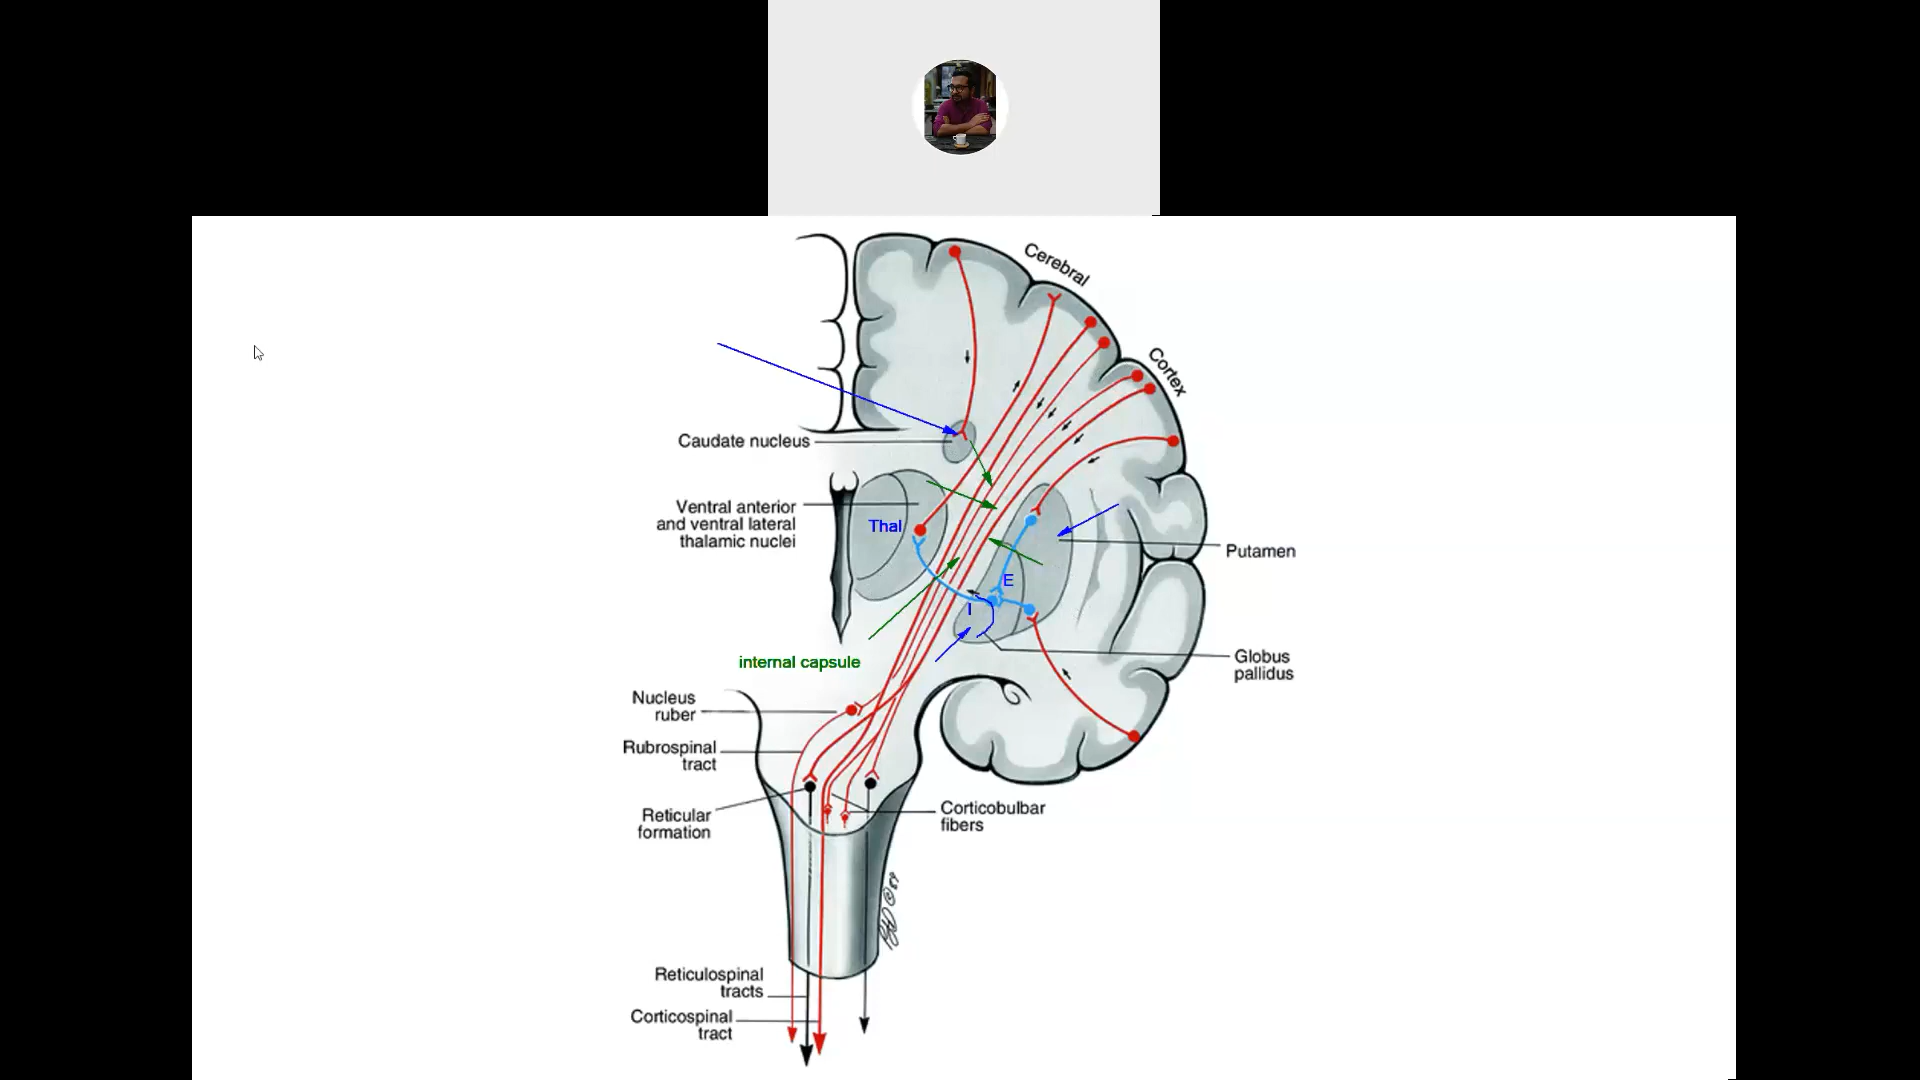 Cerebral
Cortex
Caudate nucleus
Ventral anterior
and ventral lateral
thalamic nuclei
Thal
Putamen
E
I
internal capsule
Globus
pallidus
Nucleus
ruber
Rubrospinal
tract
Reticular
formation
Corticobulbar
fibers
Reticulospinal
tracts
Corticospinal
tract